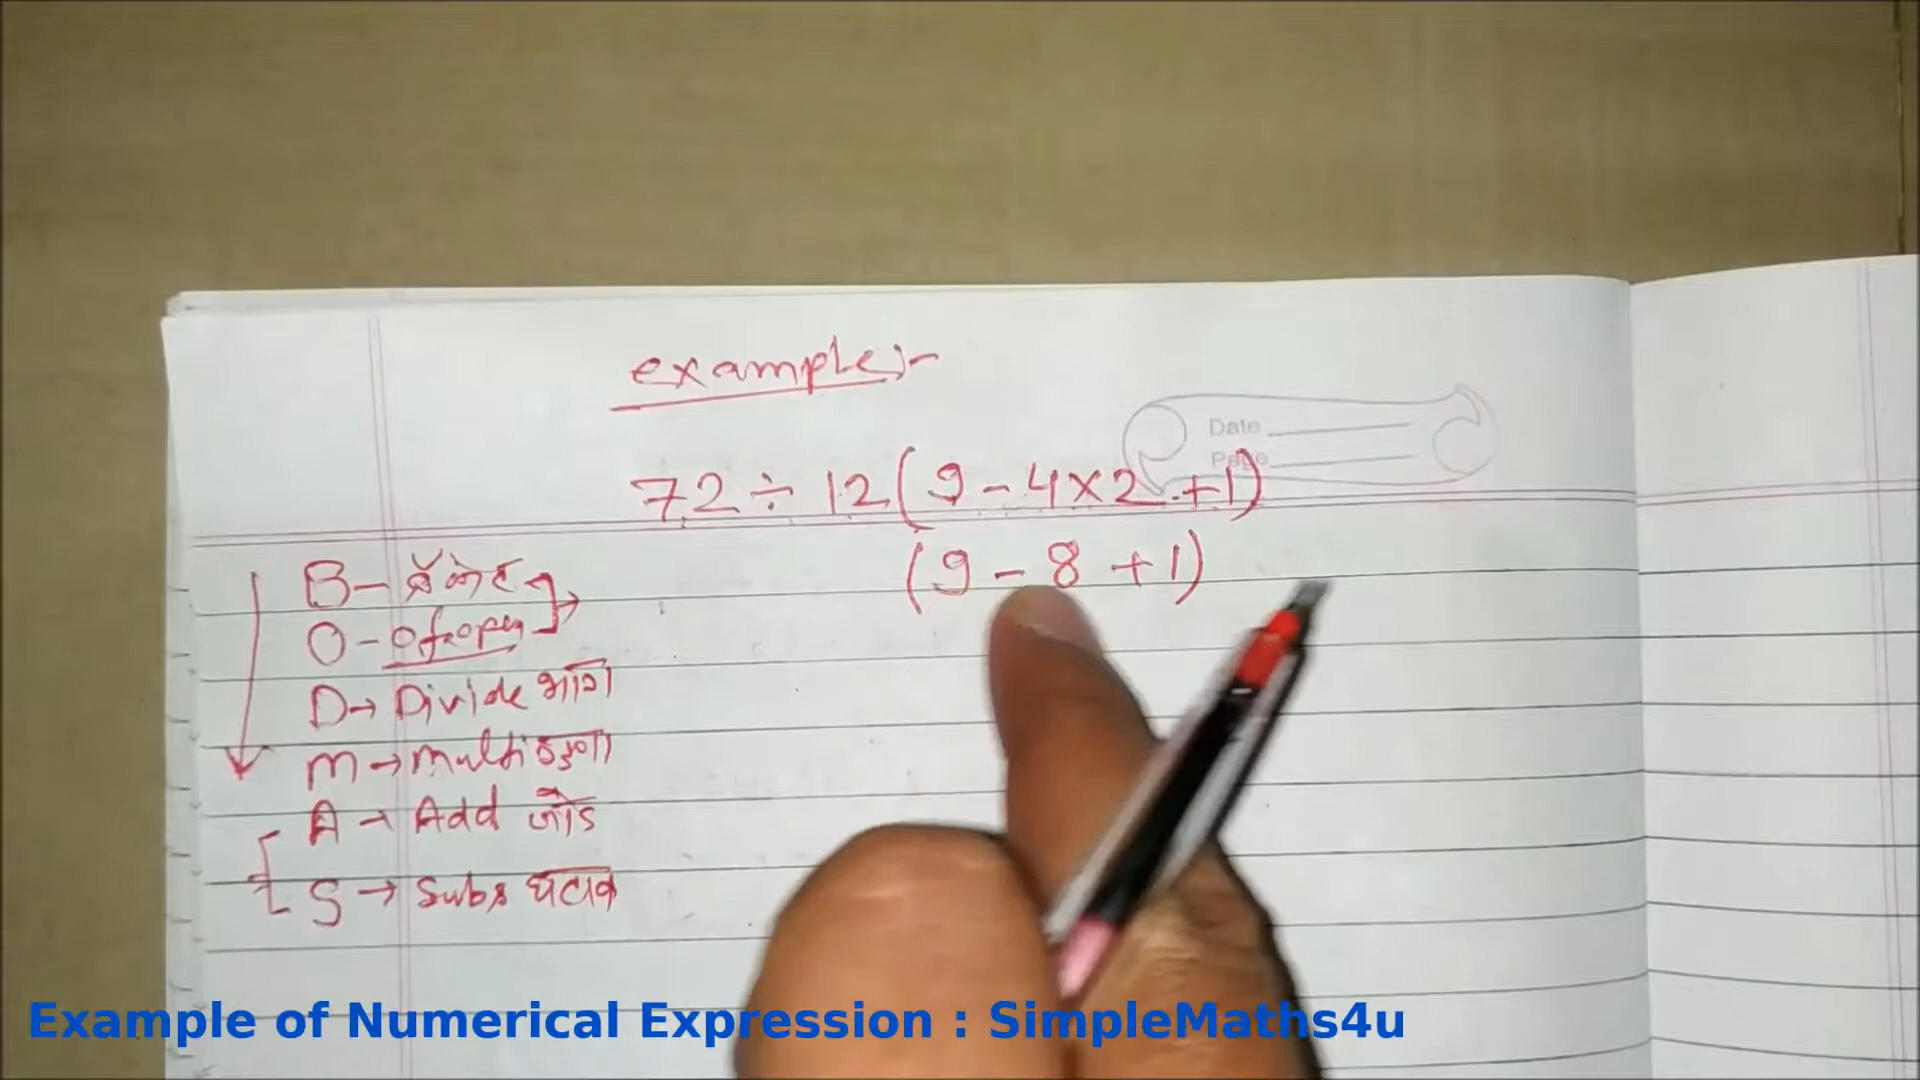 example:-
Date
Page
72 ÷ 12(9-4×2+1)
(9-8+1)
B- ब्रैकेट
O- of
D→ Divide भाग
M→ multi गुणा
A→ Add जोड
S→ Subs घटाव
Example of Numerical Expression : SimpleMaths4u